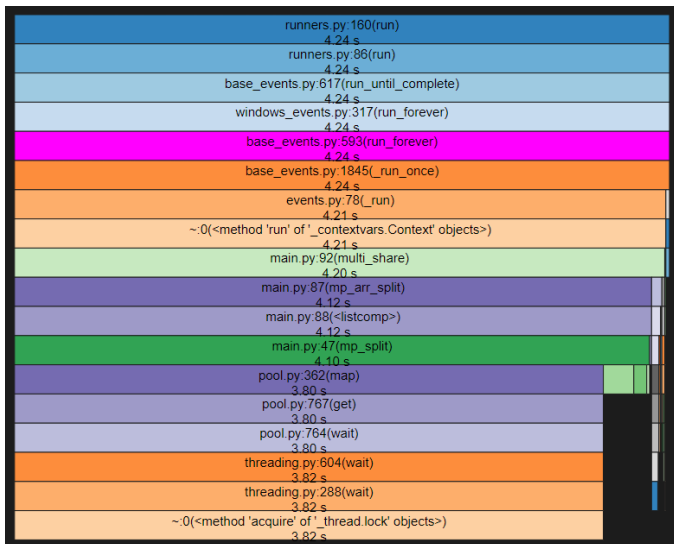 runners.py:160(run)
4.24 s
runners.py:86(run)
4.24 s
base_events.py:617(run_until_complete)
4.24 s
windows_events.py:317(run_forever)
4.24 s
base_events.py:593(run_forever)
4.24 s
base_events.py:1845(_run_once)
4.24 s
events.py:78(_run)
4.21 s
~:0(<method 'run' of '_contextvars.Context' objects>)
4.21 s
main.py:92(multi_share)
4.20 s
main.py:87(mp_arr_split)
4.12 s
main.py:88(<listcomp>)
4.12 s
main.py:47(mp_split)
4.10 s
pool.py:362(map)
3.80 s
pool.py:767(get)
3.80 s
pool.py:764(wait)
3.80 s
threading.py:604(wait)
3.82 s
threading.py:288(wait)
3.82 s
~:0(<method 'acquire' of '_thread.lock' objects>)
3.82 s